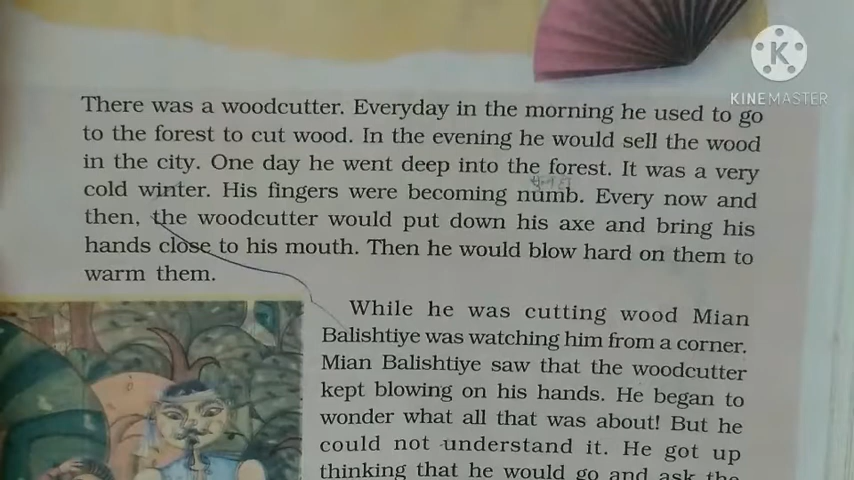 KINEMASTER
There was a woodcutter. Everyday in the morning he used to go
to the forest to cut wood. In the evening he would sell the wood
in the city. One day he went deep into the forest. It was a very
cold winter. His fingers were becoming numb. Every now and
then, the woodcutter would put down his axe and bring his
hands close to his mouth. Then he would blow hard on them to
warm them.
While he was cutting wood Mian
Balishtiye was watching him from a corner.
Mian Balishtiye saw that the woodcutter
kept blowing on his hands. He began to
wonder what all that was about! But he
could not understand it. He got up
thinking that he would go and ask the